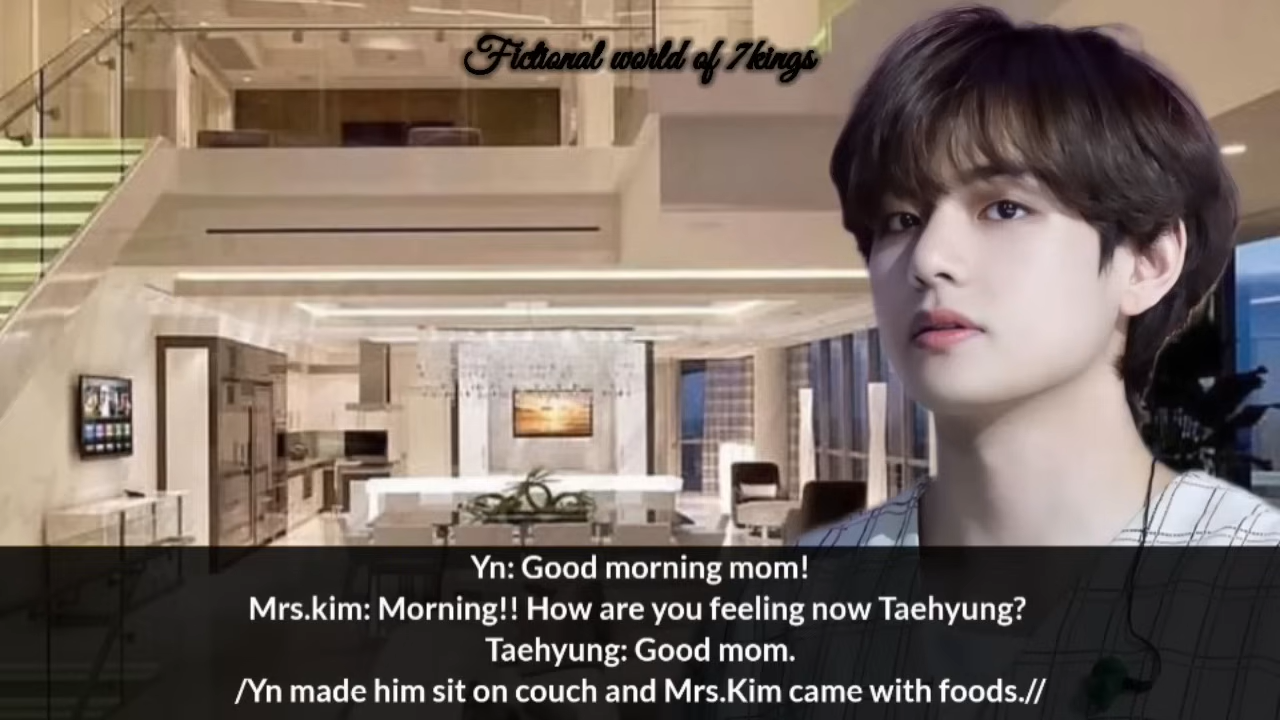 Fictional world of 7kings
Yn: Good morning mom!
Mrs.kim: Morning!! How are you feeling now Taehyung?
Taehyung: Good mom.
/Yn made him sit on couch and Mrs.Kim came with foods.//